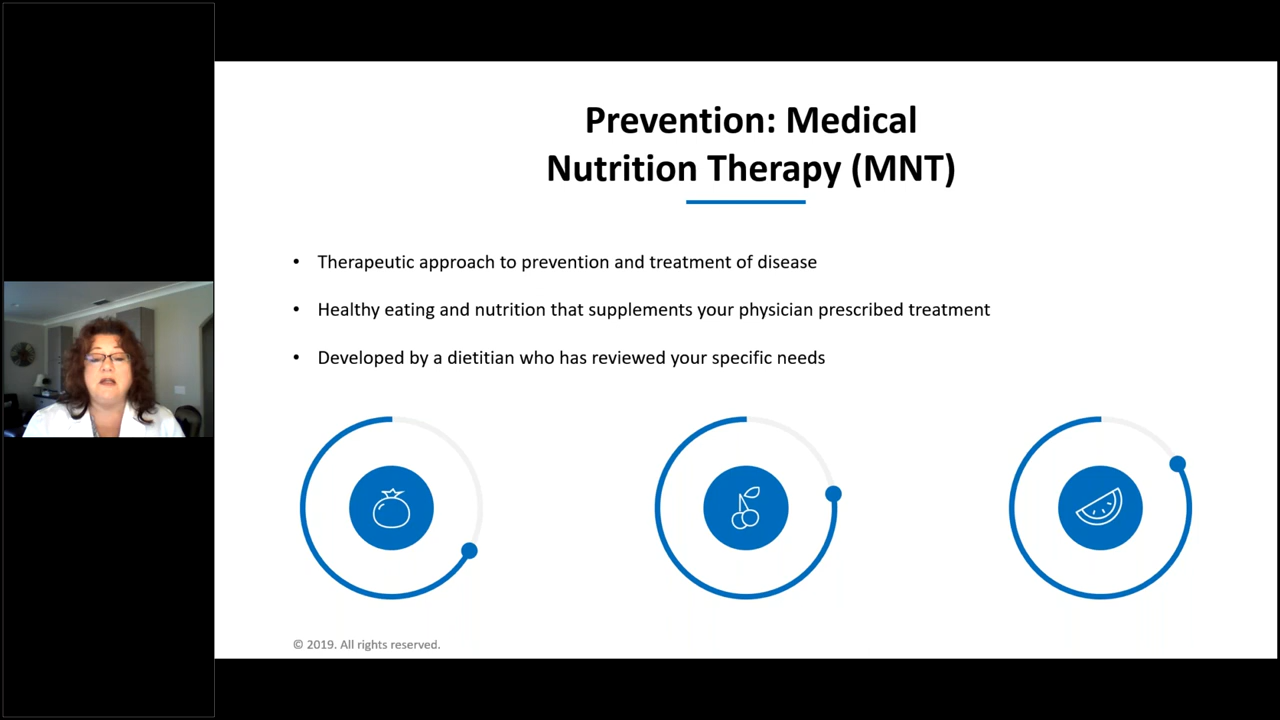 Prevention: Medical
Nutrition Therapy (MNT)
• Therapeutic approach to prevention and treatment of disease
• Healthy eating and nutrition that supplements your physician prescribed treatment
• Developed by a dietitian who has reviewed your specific needs
© 2019. All rights reserved.